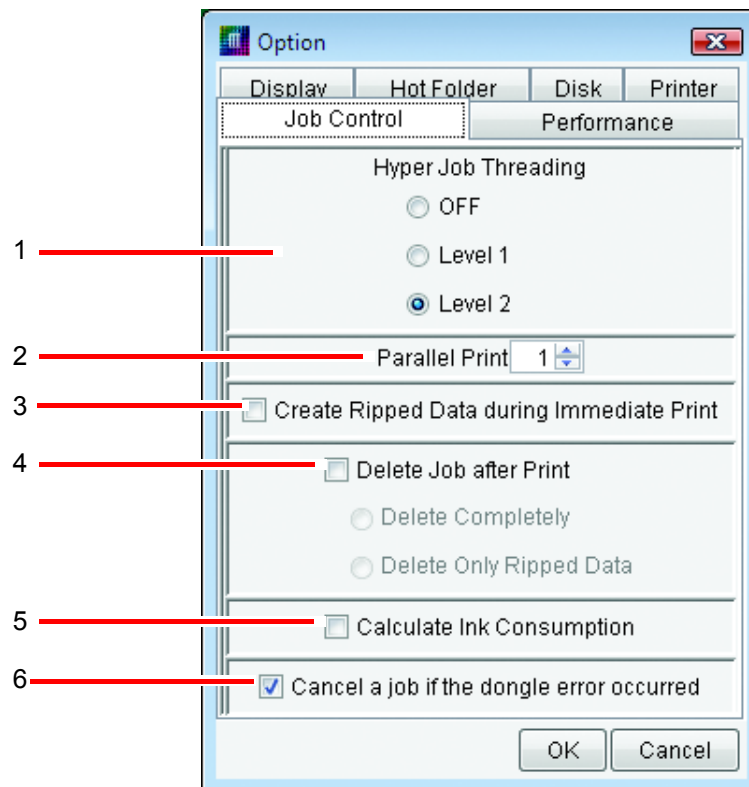 Option
Display Hot Folder Disk Printer
Job Control Performance
Hyper Job Threading
OFF
1 Level 1
Level 2
2 Parallel Print 1
3 Create Ripped Data during Immediate Print
4 Delete Job after Print
Delete Completely
Delete Only Ripped Data
5 Calculate Ink Consumption
6 Cancel a job if the dongle error occurred
OK Cancel